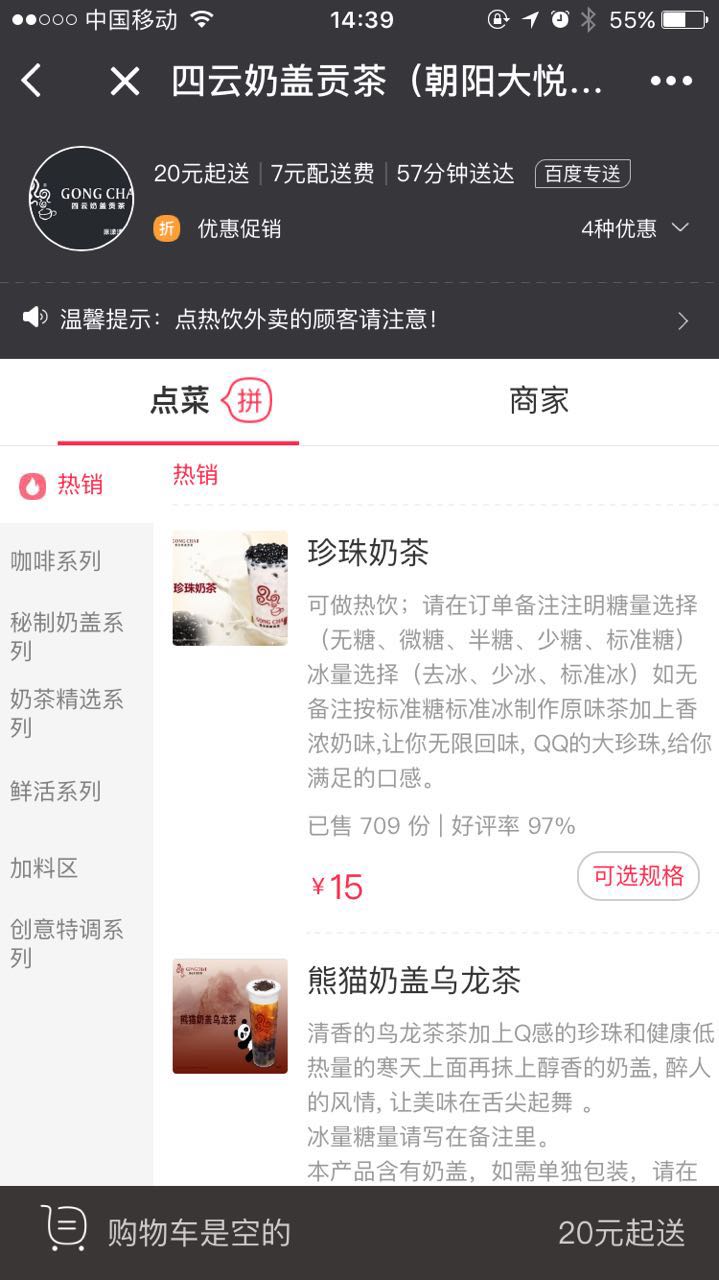 中国移动 14:39 55%
四云奶盖贡茶（朝阳大悦...
GONG CHA
四云奶盖贡茶
20元起送 7元配送费 57分钟送达 百度专送
折 优惠促销 4种优惠
温馨提示：点热饮外卖的顾客请注意！
点菜 拼 商家
热销
咖啡系列
秘制奶盖系
列
奶茶精选系
列
鲜活系列
加料区
创意特调系
列
热销
GONG CHA
珍珠奶茶
珍珠奶茶
可做热饮；请在订单备注注明糖量选择
（无糖、微糖、半糖、少糖、标准糖）
冰量选择（去冰、少冰、标准冰）如无
备注按标准糖标准冰制作原味茶加上香
浓奶味,让你无限回味, QQ的大珍珠,给你
满足的口感。
已售 709 份 | 好评率 97%
¥15 可选规格
熊猫奶盖乌龙茶
熊猫奶盖乌龙茶
清香的鸟龙茶茶加上Q感的珍珠和健康低
热量的寒天上面再抹上醇香的奶盖, 醉人
的风情, 让美味在舌尖起舞 。
冰量糖量请写在备注里。
本产品含有奶盖，如需单独包装，请在
购物车是空的 20元起送